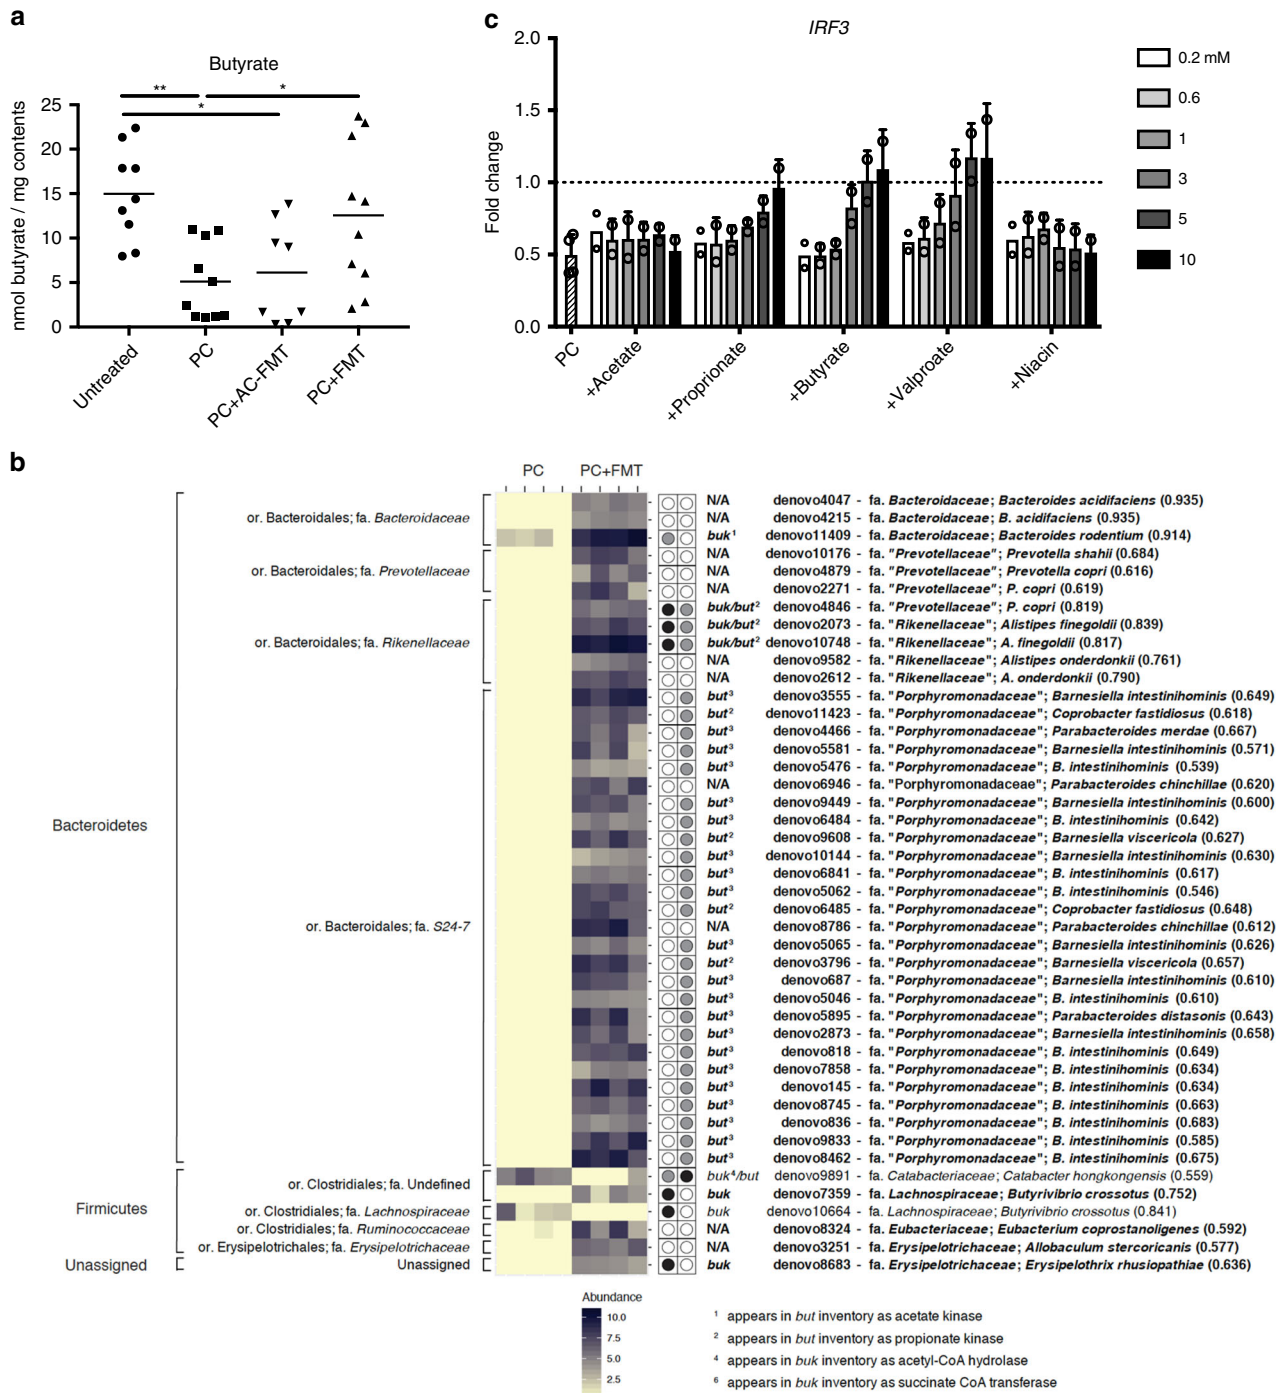 a
Butyrate
**
*
*
nmol butyrate / mg contents
25
20
15
10
5
0
Untreated
PC
PC+AC-FMT
PC+FMT
c
IRF3
Fold change
2.0
1.5
1.0
0.5
0.0
PC
+Acetate
+Proprionate
+Butyrate
+Valproate
+Niacin
0.2 mM
0.6
1
3
5
10
b
PC PC+FMT
Bacteroidetes
Firmicutes
Unassigned
or. Bacteroidales; fa. Bacteroidaceae
or. Bacteroidales; fa. Prevotellaceae
or. Bacteroidales; fa. Rikenellaceae
or. Bacteroidales; fa. S24-7
or. Clostridiales; fa. Undefined
or. Clostridiales; fa. Lachnospiraceae
or. Clostridiales; fa. Ruminococcaceae
or. Erysipelotrichales; fa. Erysipelotrichaceae
Unassigned
N/A denovo4047 - fa. Bacteroidaceae; Bacteroides acidifaciens (0.935)
N/A denovo4215 - fa. Bacteroidaceae; B. acidifaciens (0.935)
buk¹ denovo11409 - fa. Bacteroidaceae; Bacteroides rodentium (0.914)
N/A denovo10176 - fa. "Prevotellaceae"; Prevotella shahii (0.684)
N/A denovo4879 - fa. "Prevotellaceae"; Prevotella copri (0.616)
N/A denovo2271 - fa. "Prevotellaceae"; P. copri (0.619)
buk/but² denovo4846 - fa. "Prevotellaceae"; P. copri (0.819)
buk/but² denovo2073 - fa. "Rikenellaceae"; Alistipes finegoldii (0.839)
buk/but² denovo10748 - fa. "Rikenellaceae"; A. finegoldii (0.817)
N/A denovo9582 - fa. "Rikenellaceae"; Alistipes onderdonkii (0.761)
N/A denovo2612 - fa. "Rikenellaceae"; A. onderdonkii (0.790)
but³ denovo3555 - fa. "Porphyromonadaceae"; Barnesiella intestinihominis (0.649)
but² denovo11423 - fa. "Porphyromonadaceae"; Coprobacter fastidiosus (0.618)
but³ denovo4466 - fa. "Porphyromonadaceae"; Parabacteroides merdae (0.667)
but³ denovo5581 - fa. "Porphyromonadaceae"; Barnesiella intestinihominis (0.571)
but³ denovo5476 - fa. "Porphyromonadaceae"; B. intestinihominis (0.539)
N/A denovo6946 - fa. "Porphyromonadaceae"; Parabacteroides chinchillae (0.620)
but³ denovo9449 - fa. "Porphyromonadaceae"; Barnesiella intestinihominis (0.600)
but³ denovo6484 - fa. "Porphyromonadaceae"; B. intestinihominis (0.642)
but² denovo9608 - fa. "Porphyromonadaceae"; Barnesiella viscericola (0.627)
but³ denovo10144 - fa. "Porphyromonadaceae"; Barnesiella intestinihominis (0.630)
but³ denovo6841 - fa. "Porphyromonadaceae"; B. intestinihominis (0.617)
but³ denovo5062 - fa. "Porphyromonadaceae"; B. intestinihominis (0.546)
but² denovo6485 - fa. "Porphyromonadaceae"; Coprobacter fastidiosus (0.648)
N/A denovo8786 - fa. "Porphyromonadaceae"; Parabacteroides chinchillae (0.612)
but³ denovo5065 - fa. "Porphyromonadaceae"; Barnesiella intestinihominis (0.626)
but² denovo3796 - fa. "Porphyromonadaceae"; Barnesiella viscericola (0.657)
but³ denovo687 - fa. "Porphyromonadaceae"; Barnesiella intestinihominis (0.610)
but³ denovo5046 - fa. "Porphyromonadaceae"; B. intestinihominis (0.610)
but³ denovo5895 - fa. "Porphyromonadaceae"; Parabacteroides distasonis (0.643)
but³ denovo2873 - fa. "Porphyromonadaceae"; Barnesiella intestinihominis (0.658)
but³ denovo818 - fa. "Porphyromonadaceae"; B. intestinihominis (0.649)
but³ denovo7858 - fa. "Porphyromonadaceae"; B. intestinihominis (0.634)
but³ denovo145 - fa. "Porphyromonadaceae"; B. intestinihominis (0.634)
but³ denovo8745 - fa. "Porphyromonadaceae"; B. intestinihominis (0.663)
but³ denovo836 - fa. "Porphyromonadaceae"; B. intestinihominis (0.683)
but³ denovo9833 - fa. "Porphyromonadaceae"; B. intestinihominis (0.585)
but³ denovo8462 - fa. "Porphyromonadaceae"; B. intestinihominis (0.675)
buk⁴/but denovo9891 - fa. Catabacteriaceae; Catabacter hongkongensis (0.559)
buk denovo7359 - fa. Lachnospiraceae; Butyrivibrio crossotus (0.752)
buk denovo10664 - fa. Lachnospiraceae; Butyrivibrio crossotus (0.841)
N/A denovo8324 - fa. Eubacteriaceae; Eubacterium coprostanoligenes (0.592)
N/A denovo3251 - fa. Erysipelotrichaceae; Allobaculum stercoricanis (0.577)
buk denovo8683 - fa. Erysipelotrichaceae; Erysipelothrix rhusiopathiae (0.636)
Abundance
10.0
7.5
5.0
2.5
¹ appears in but inventory as acetate kinase
² appears in but inventory as propionate kinase
⁴ appears in buk inventory as acetyl-CoA hydrolase
⁶ appears in buk inventory as succinate CoA transferase